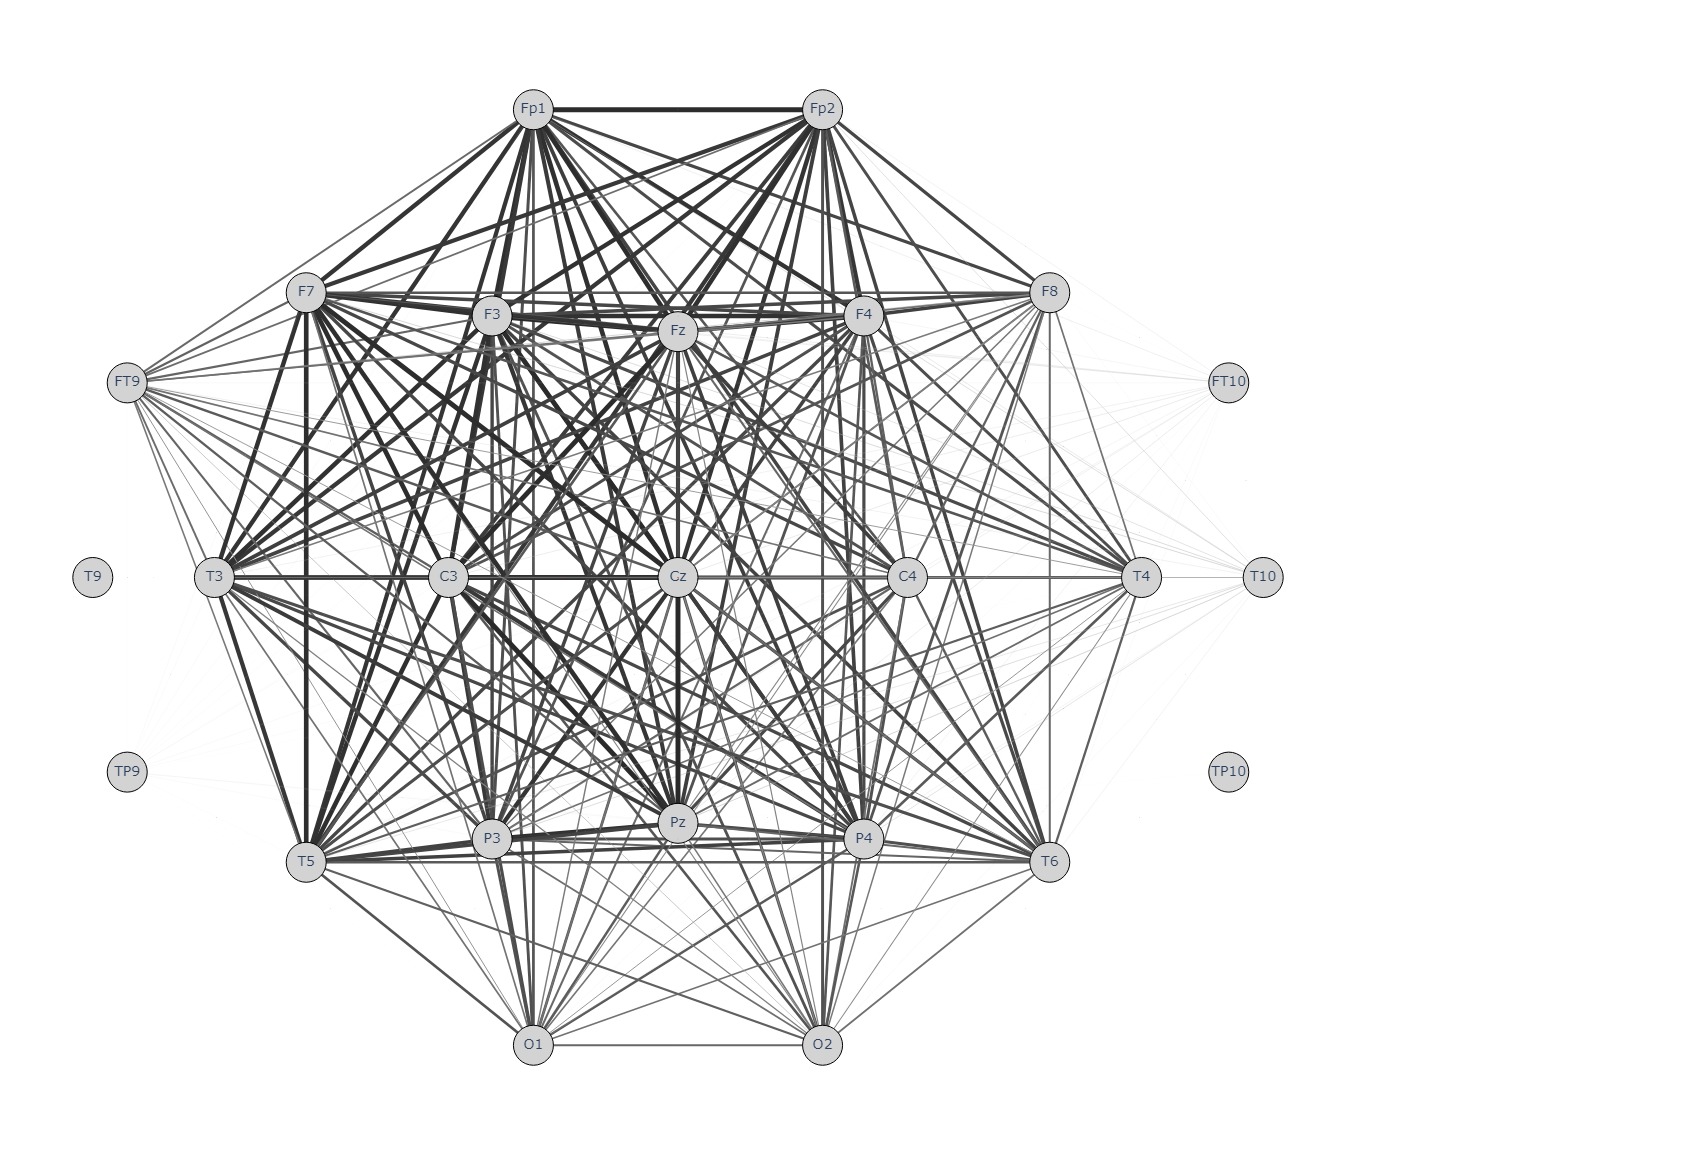 Fp1 Fp2
F7 F3 Fz F4 F8
FT9 FT10
T9 T3 C3 Cz C4 T4 T10
TP9 TP10
T5 P3 Pz P4 T6
O1 O2